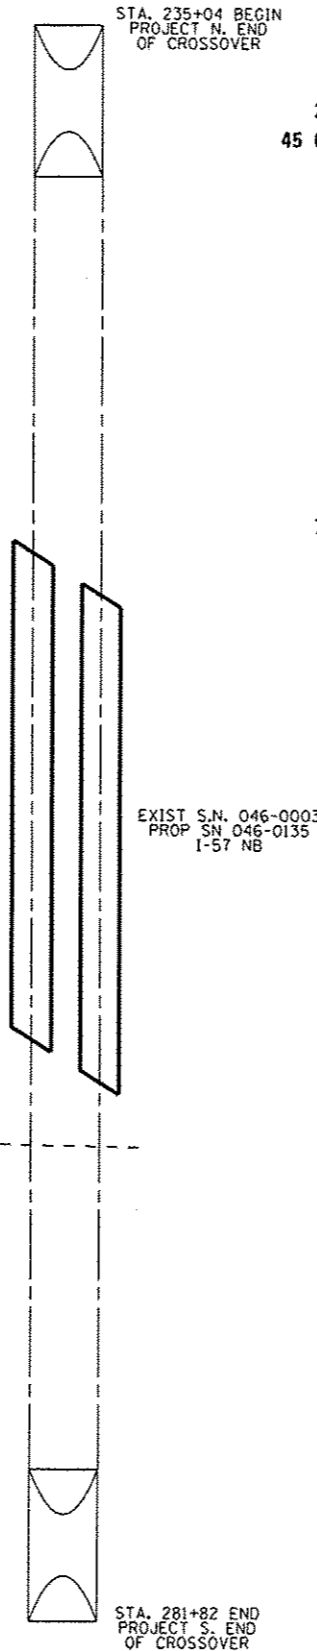 STA. 235+04 BEGIN
PROJECT N. END
OF CROSSOVER
45
EXIST S.N. 046-0003
PROP SN 046-0135
I-57 NB
STA. 281+82 END
PROJECT S. END
OF CROSSOVER